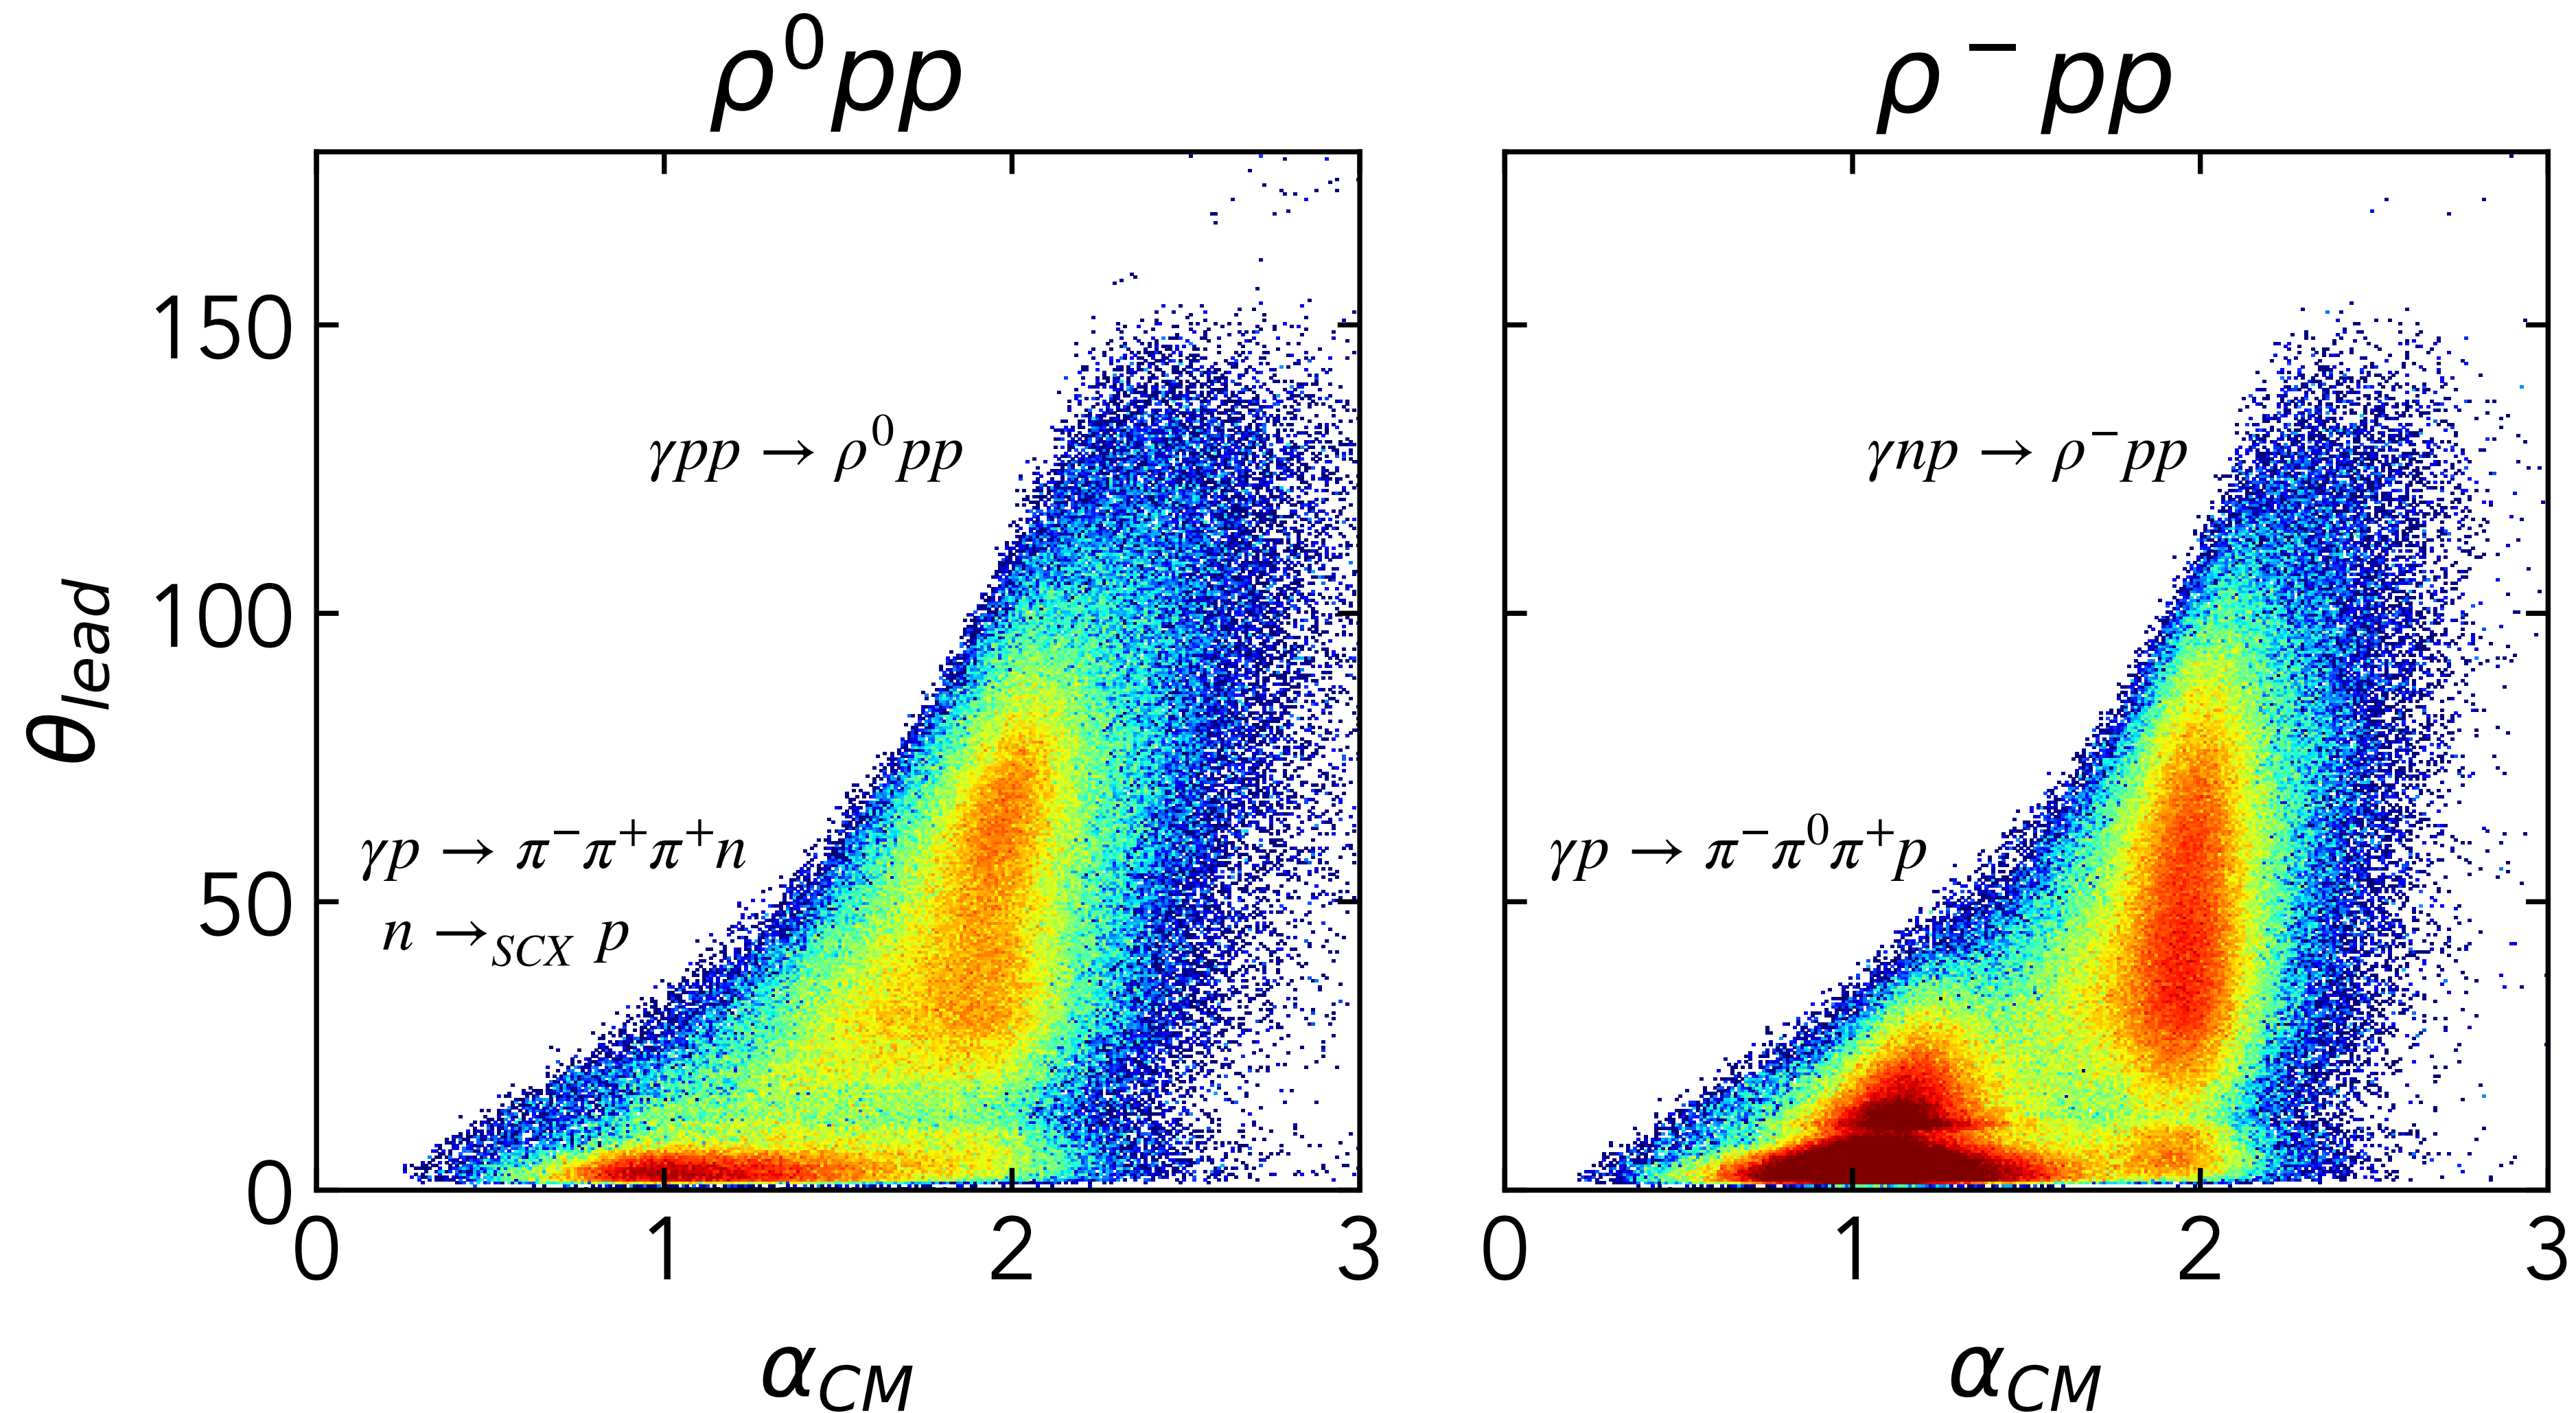 ρ⁰pp
ρ⁻pp
θ_lead
150
100
50
0
γpp → ρ⁰pp
γp → π⁻π⁺π⁺n
n →_SCX p
0 1 2 3
α_CM
γnp → ρ⁻pp
γp → π⁻π⁰π⁺p
0 1 2 3
α_CM